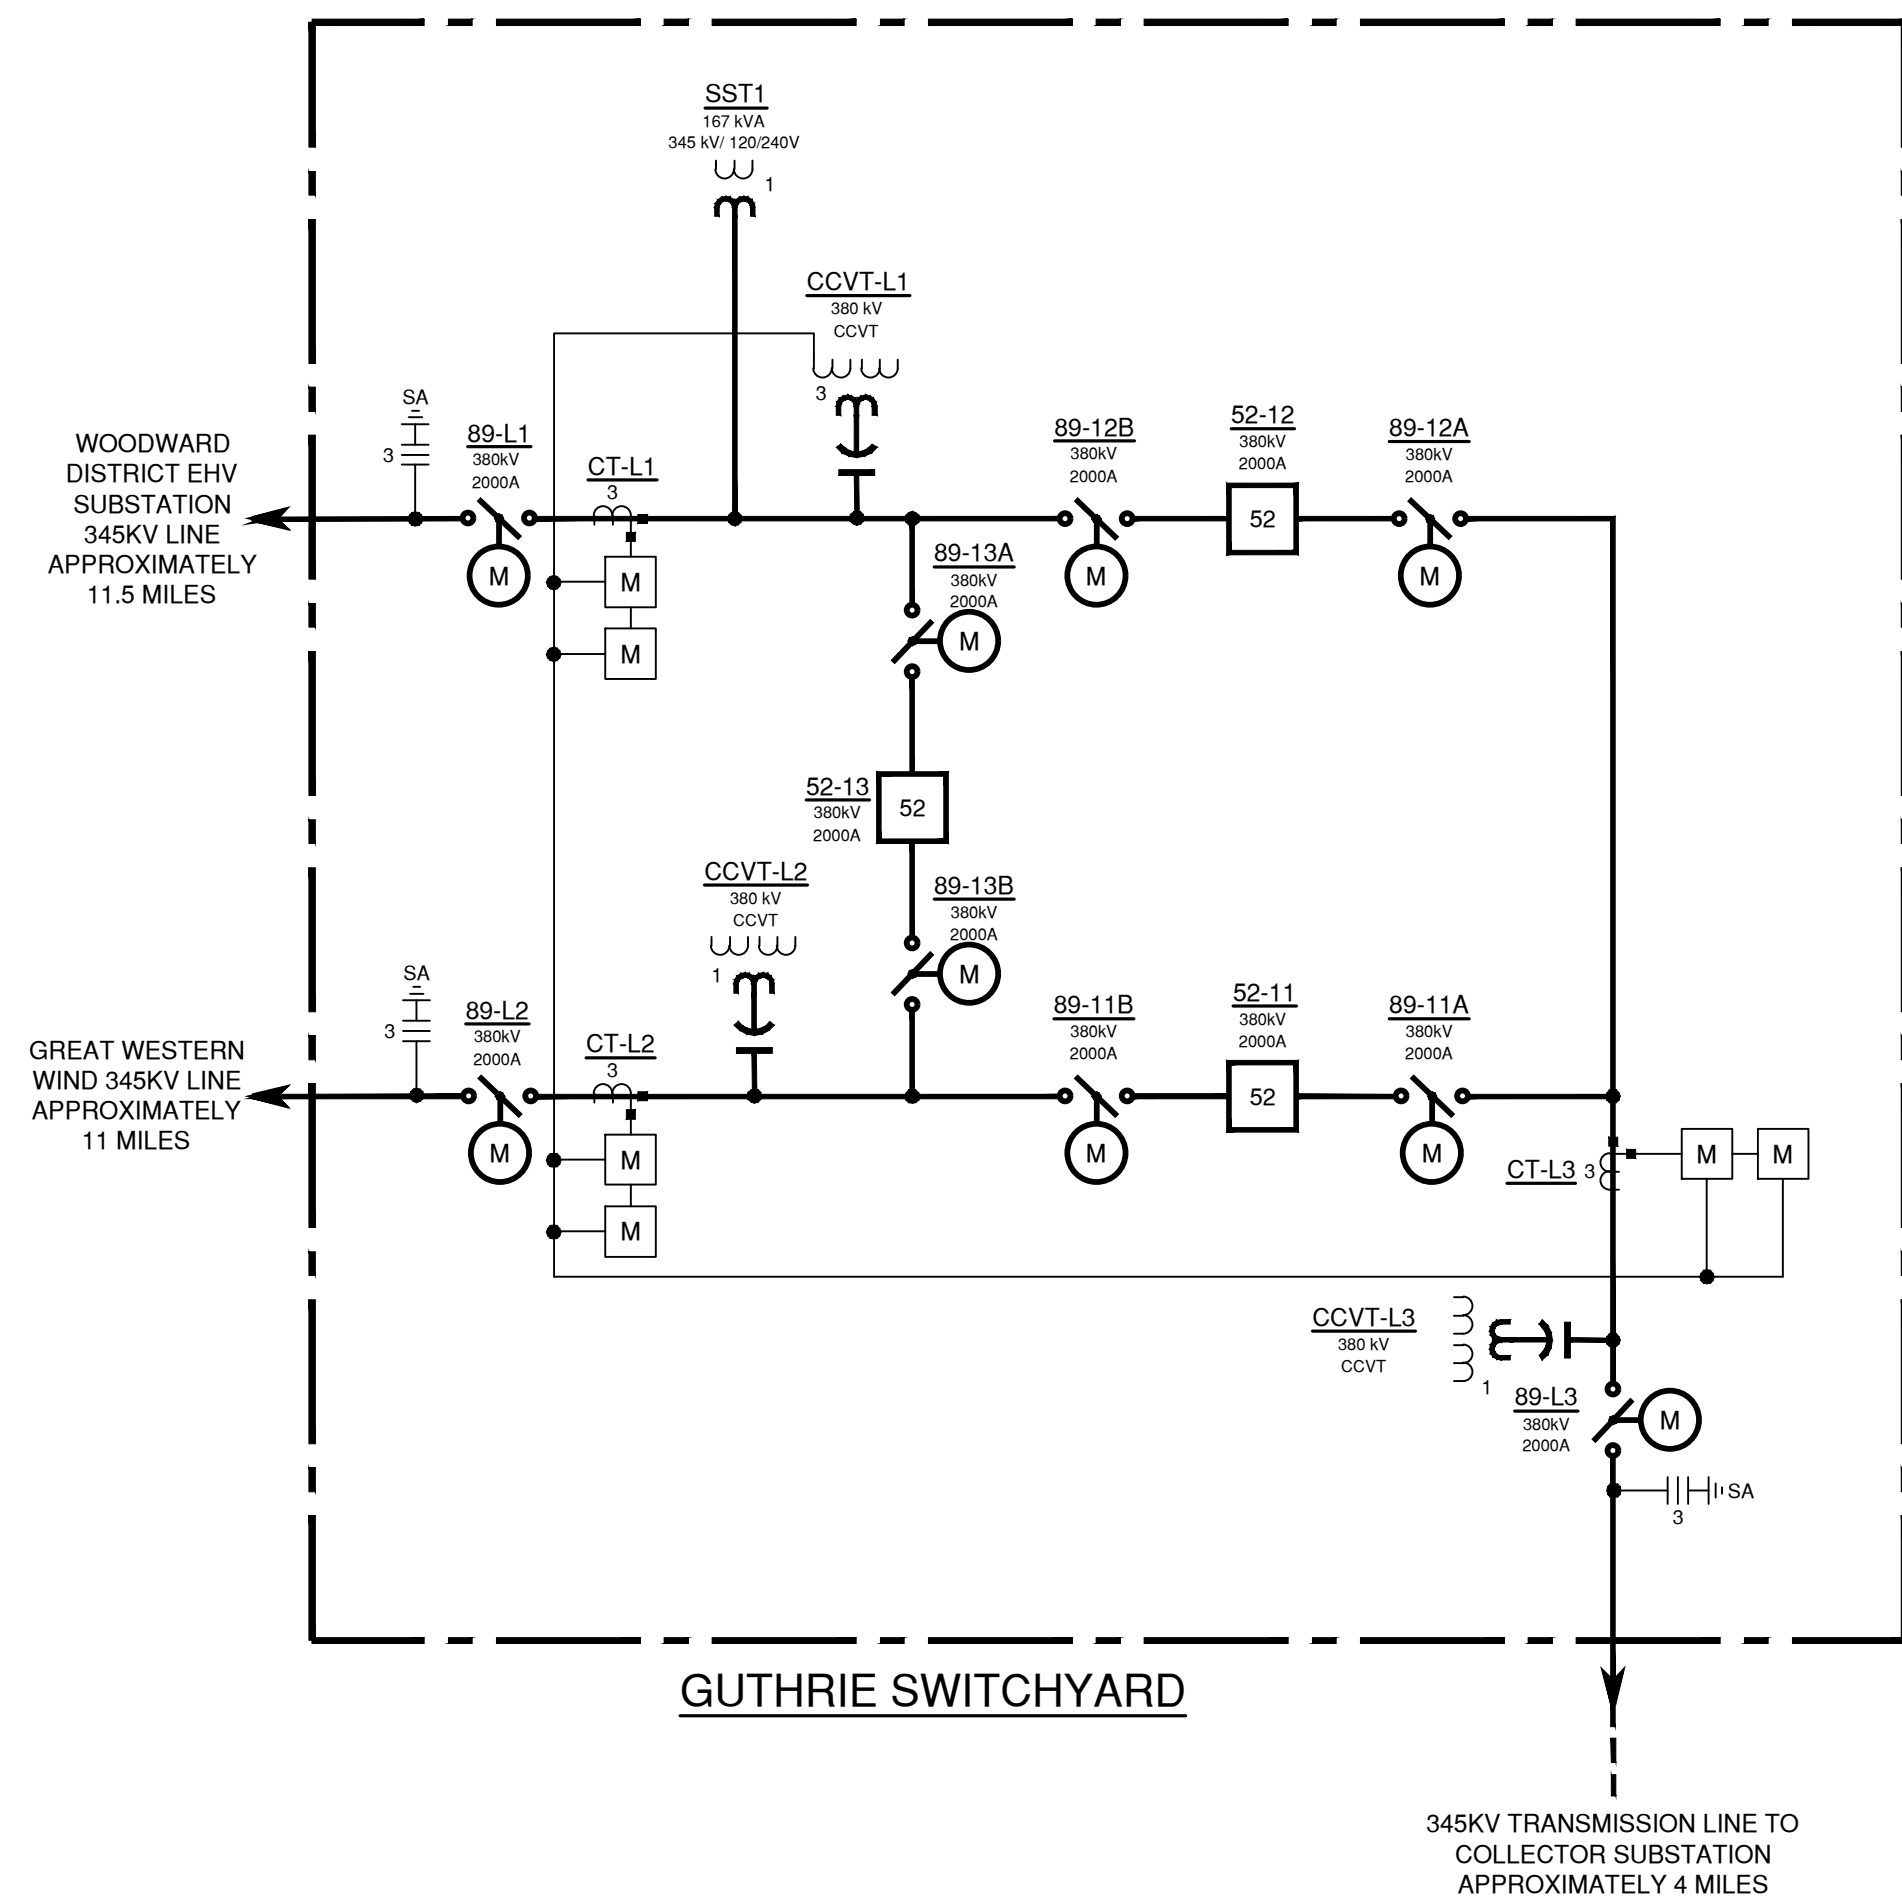 SST1
167 kVA
345 kV/ 120/240V
1
CCVT-L1
380 kV
CCVT
3
SA
3
89-L1
380kV
2000A
M
CT-L1
3
M
M
WOODWARD
DISTRICT EHV
SUBSTATION
345KV LINE
APPROXIMATELY
11.5 MILES
89-12B
380kV
2000A
M
52-12
380kV
2000A
52
89-12A
380kV
2000A
M
89-13A
380kV
2000A
M
52-13
380kV
2000A
52
CCVT-L2
380 kV
CCVT
1
89-13B
380kV
2000A
M
SA
3
89-L2
380kV
2000A
M
CT-L2
3
M
M
GREAT WESTERN
WIND 345KV LINE
APPROXIMATELY
11 MILES
89-11B
380kV
2000A
M
52-11
380kV
2000A
52
89-11A
380kV
2000A
M
CT-L3
3
M
M
CCVT-L3
380 kV
CCVT
1
89-L3
380kV
2000A
M
SA
3
GUTHRIE SWITCHYARD
345KV TRANSMISSION LINE TO
COLLECTOR SUBSTATION
APPROXIMATELY 4 MILES